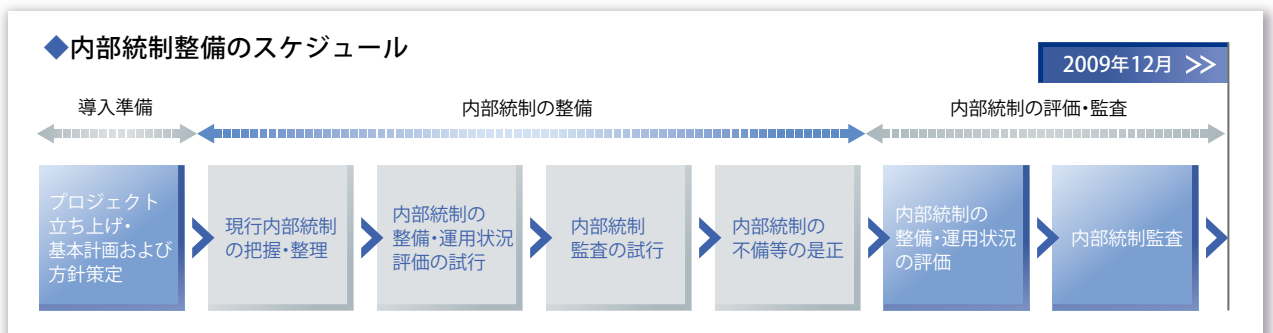 ◆内部統制整備のスケジュール
2009年12月 >>
導入準備
内部統制の整備
内部統制の評価・監査
プロジェクト
立ち上げ・
基本計画および
方針策定
現行内部統制
の把握・整理
内部統制の
整備・運用状況
評価の試行
内部統制
監査の試行
内部統制の
不備等の是正
内部統制の
整備・運用状況
の評価
内部統制監査